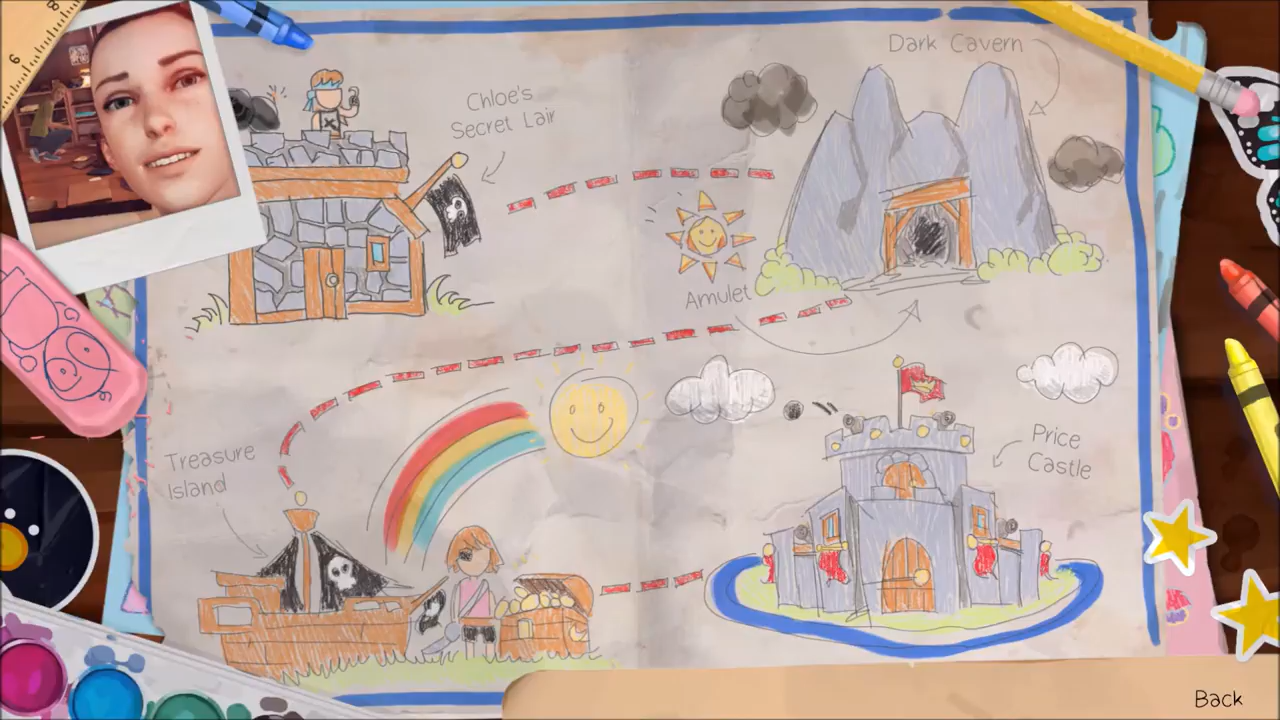 Dark Cavern
Chloe's
Secret Lair
Amulet
Treasure
Island
Price
Castle
Back